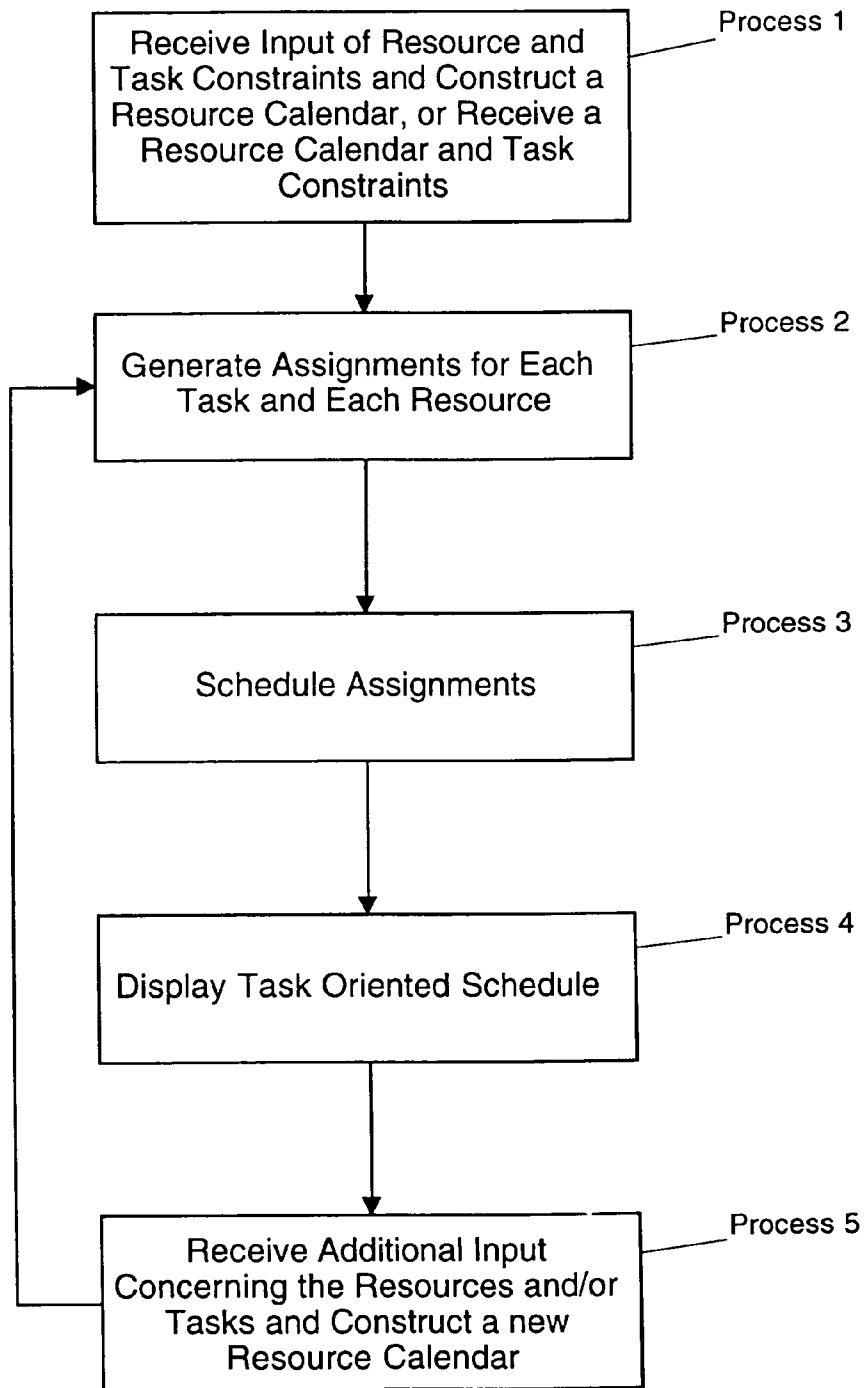 Receive Input of Resource and
Task Constraints and Construct a
Resource Calendar, or Receive a
Resource Calendar and Task
Constraints
Process 1
Generate Assignments for Each
Task and Each Resource
Process 2
Schedule Assignments
Process 3
Display Task Oriented Schedule
Process 4
Receive Additional Input
Concerning the Resources and/or
Tasks and Construct a new
Resource Calendar
Process 5